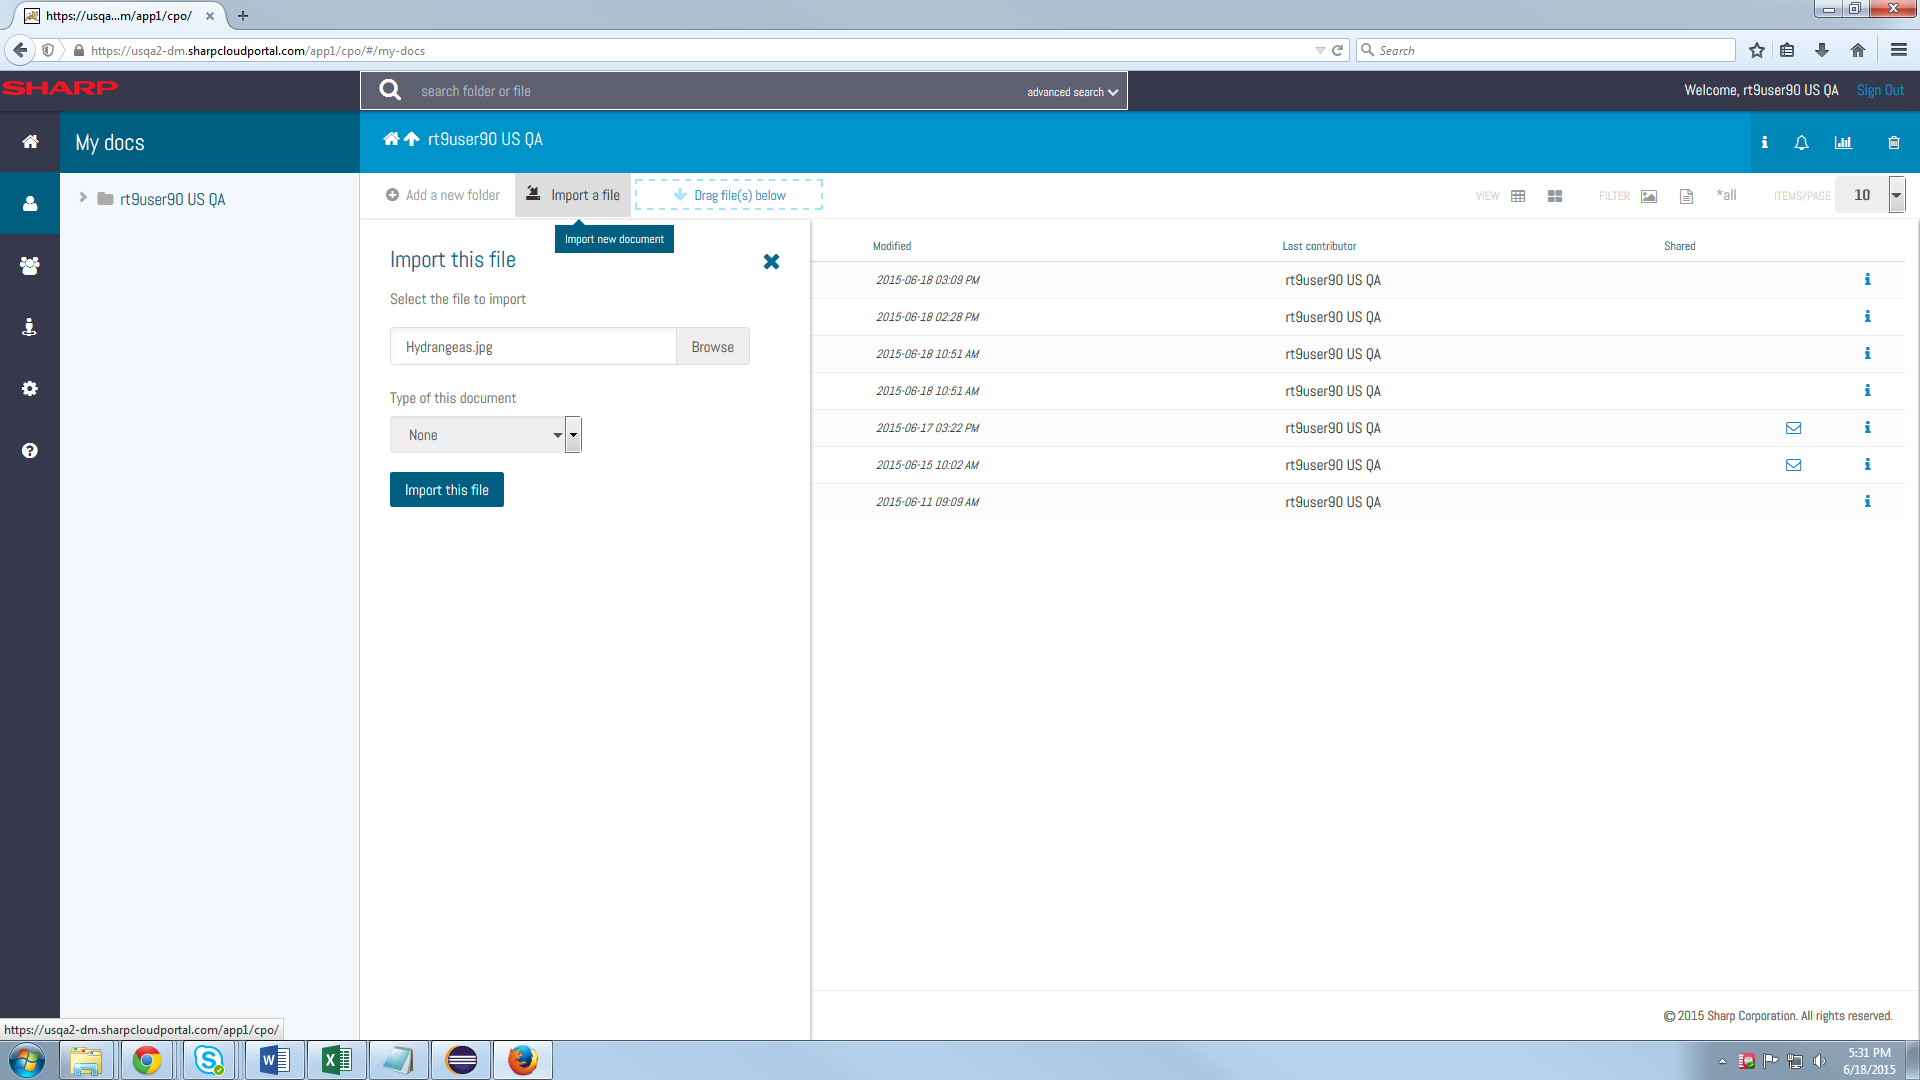 https://usqa...m/app1/cpo/
https://usqa2-dm.sharpcloudportal.com/app1/cpo/#/my-docs
Search
SHARP
search folder or file
advanced search
Welcome, rt9user90 US QA
Sign Out
My docs
rt9user90 US QA
rt9user90 US QA
Add a new folder
Import a file
Drag file(s) below
VIEW
FILTER
*all
ITEMS/PAGE
10
Import new document
Import this file
Select the file to import
Hydrangeas.jpg
Browse
Type of this document
None
Import this file
Modified
Last contributor
Shared
2015-06-18 03:09 PM
rt9user90 US QA
2015-06-18 02:28 PM
rt9user90 US QA
2015-06-18 10:51 AM
rt9user90 US QA
2015-06-18 10:51 AM
rt9user90 US QA
2015-06-17 03:22 PM
rt9user90 US QA
2015-06-15 10:02 AM
rt9user90 US QA
2015-06-11 09:09 AM
rt9user90 US QA
© 2015 Sharp Corporation. All rights reserved.
https://usqa2-dm.sharpcloudportal.com/app1/cpo/
5:31 PM
6/18/2015